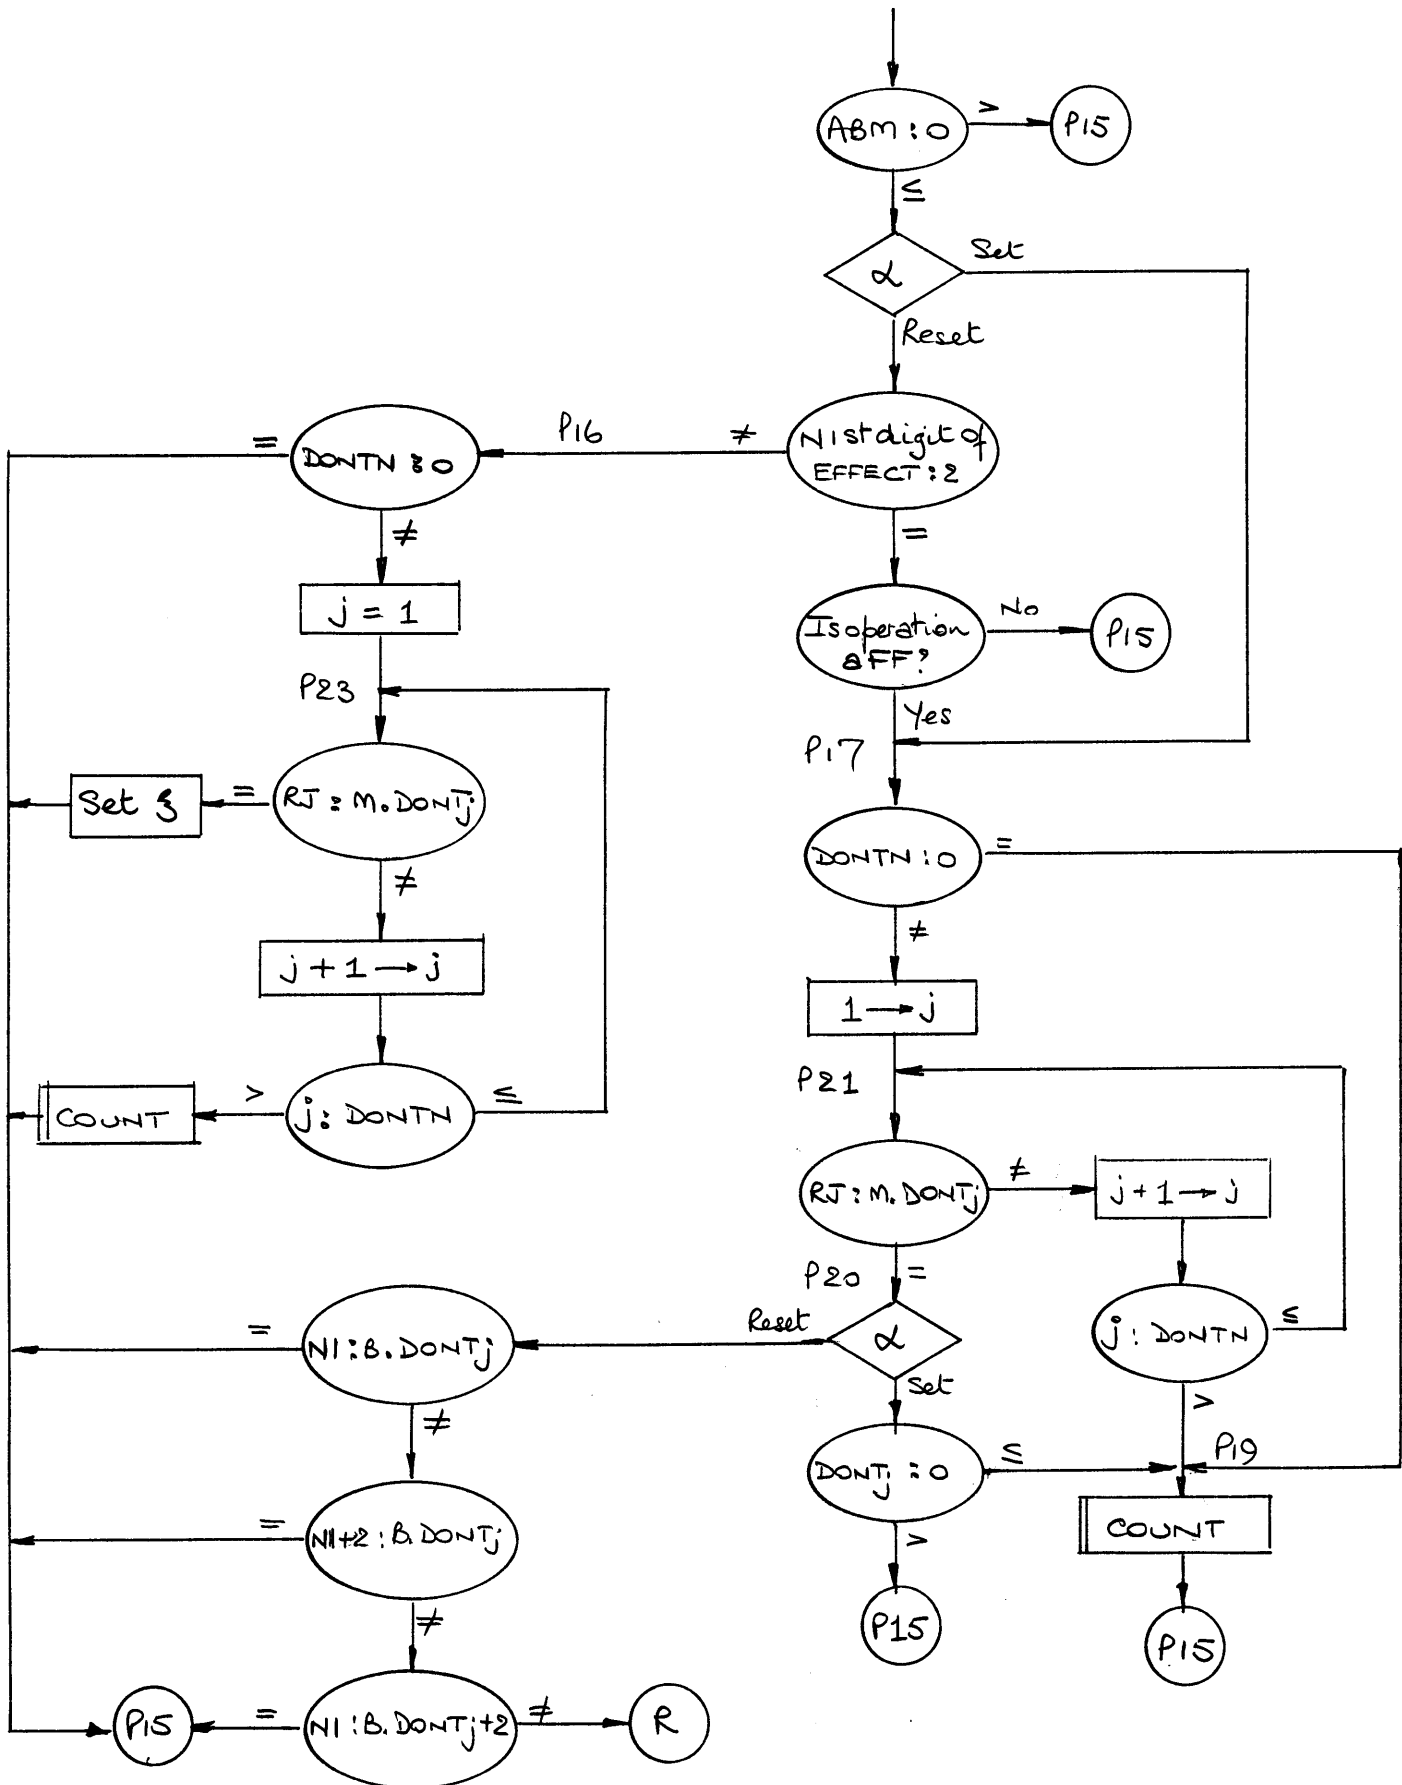 ABM : 0
>
P15
≤
α
Set
Reset
N1st digit of
EFFECT : 2
≠
P16
DONTN : 0
=
≠
j = 1
P23
RJ : M.DONTj
=
Set ξ
≠
j + 1 → j
j : DONTN
>
COUNT
≤
=
Is operation
a FF?
No
P15
Yes
P17
DONTN : 0
=
≠
1 → j
P21
RJ : M.DONTj
≠
j + 1 → j
j : DONTN
≤
>
P19
COUNT
P15
P20
=
α
Reset
Set
DONTj : 0
≤
>
P15
N1 : B.DONTj
=
≠
N1+2 : B.DONTj
=
≠
N1 : B.DONTj+2
=
P15
≠
R